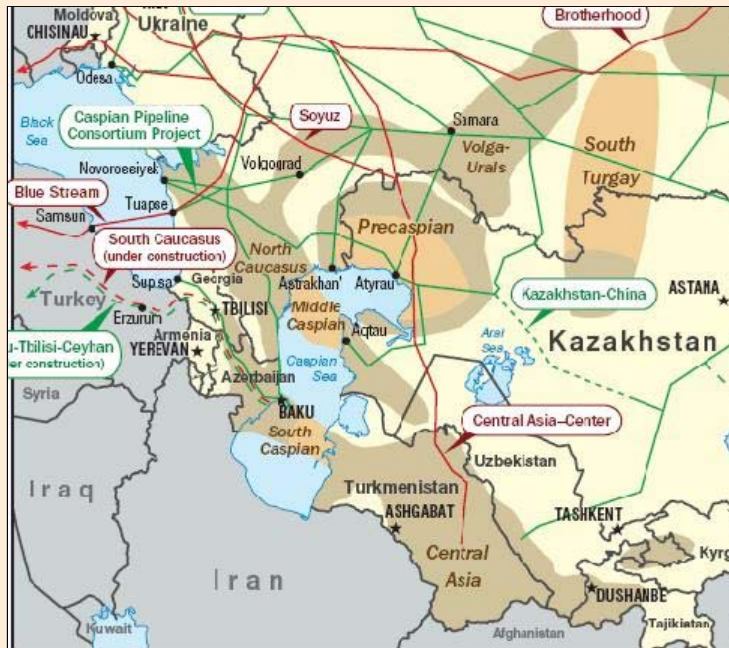 Moldova
CHISINAU
Ukraine
Brotherhood
Odesa
Black
Sea
Caspian Pipeline
Consortium Project
Soyuz
Samara
Volga-
Urals
South
Turgay
Novorossiysk
Volgograd
Blue Stream
Tuapse
Samsun
Precaspian
South Caucasus
(under construction)
North
Caucasus
Astrakhan'
Atyrau
Kazakhstan-China
ASTANA
Supsa
Georgia
Turkey
TBILISI
Middle
Caspian
Erzurum
Aqtau
Aral
Sea
Kazakhstan
u-Tbilisi-Ceyhan
er construction)
Armenia
YEREVAN
Caspian
Sea
Syria
Azerbaijan
BAKU
Central Asia–Center
South
Caspian
Uzbekistan
Iraq
Turkmenistan
ASHGABAT
TASHKENT
Central
Asia
Kyrg
Iran
DUSHANBE
Kuwait
Afghanistan
Tajikistan